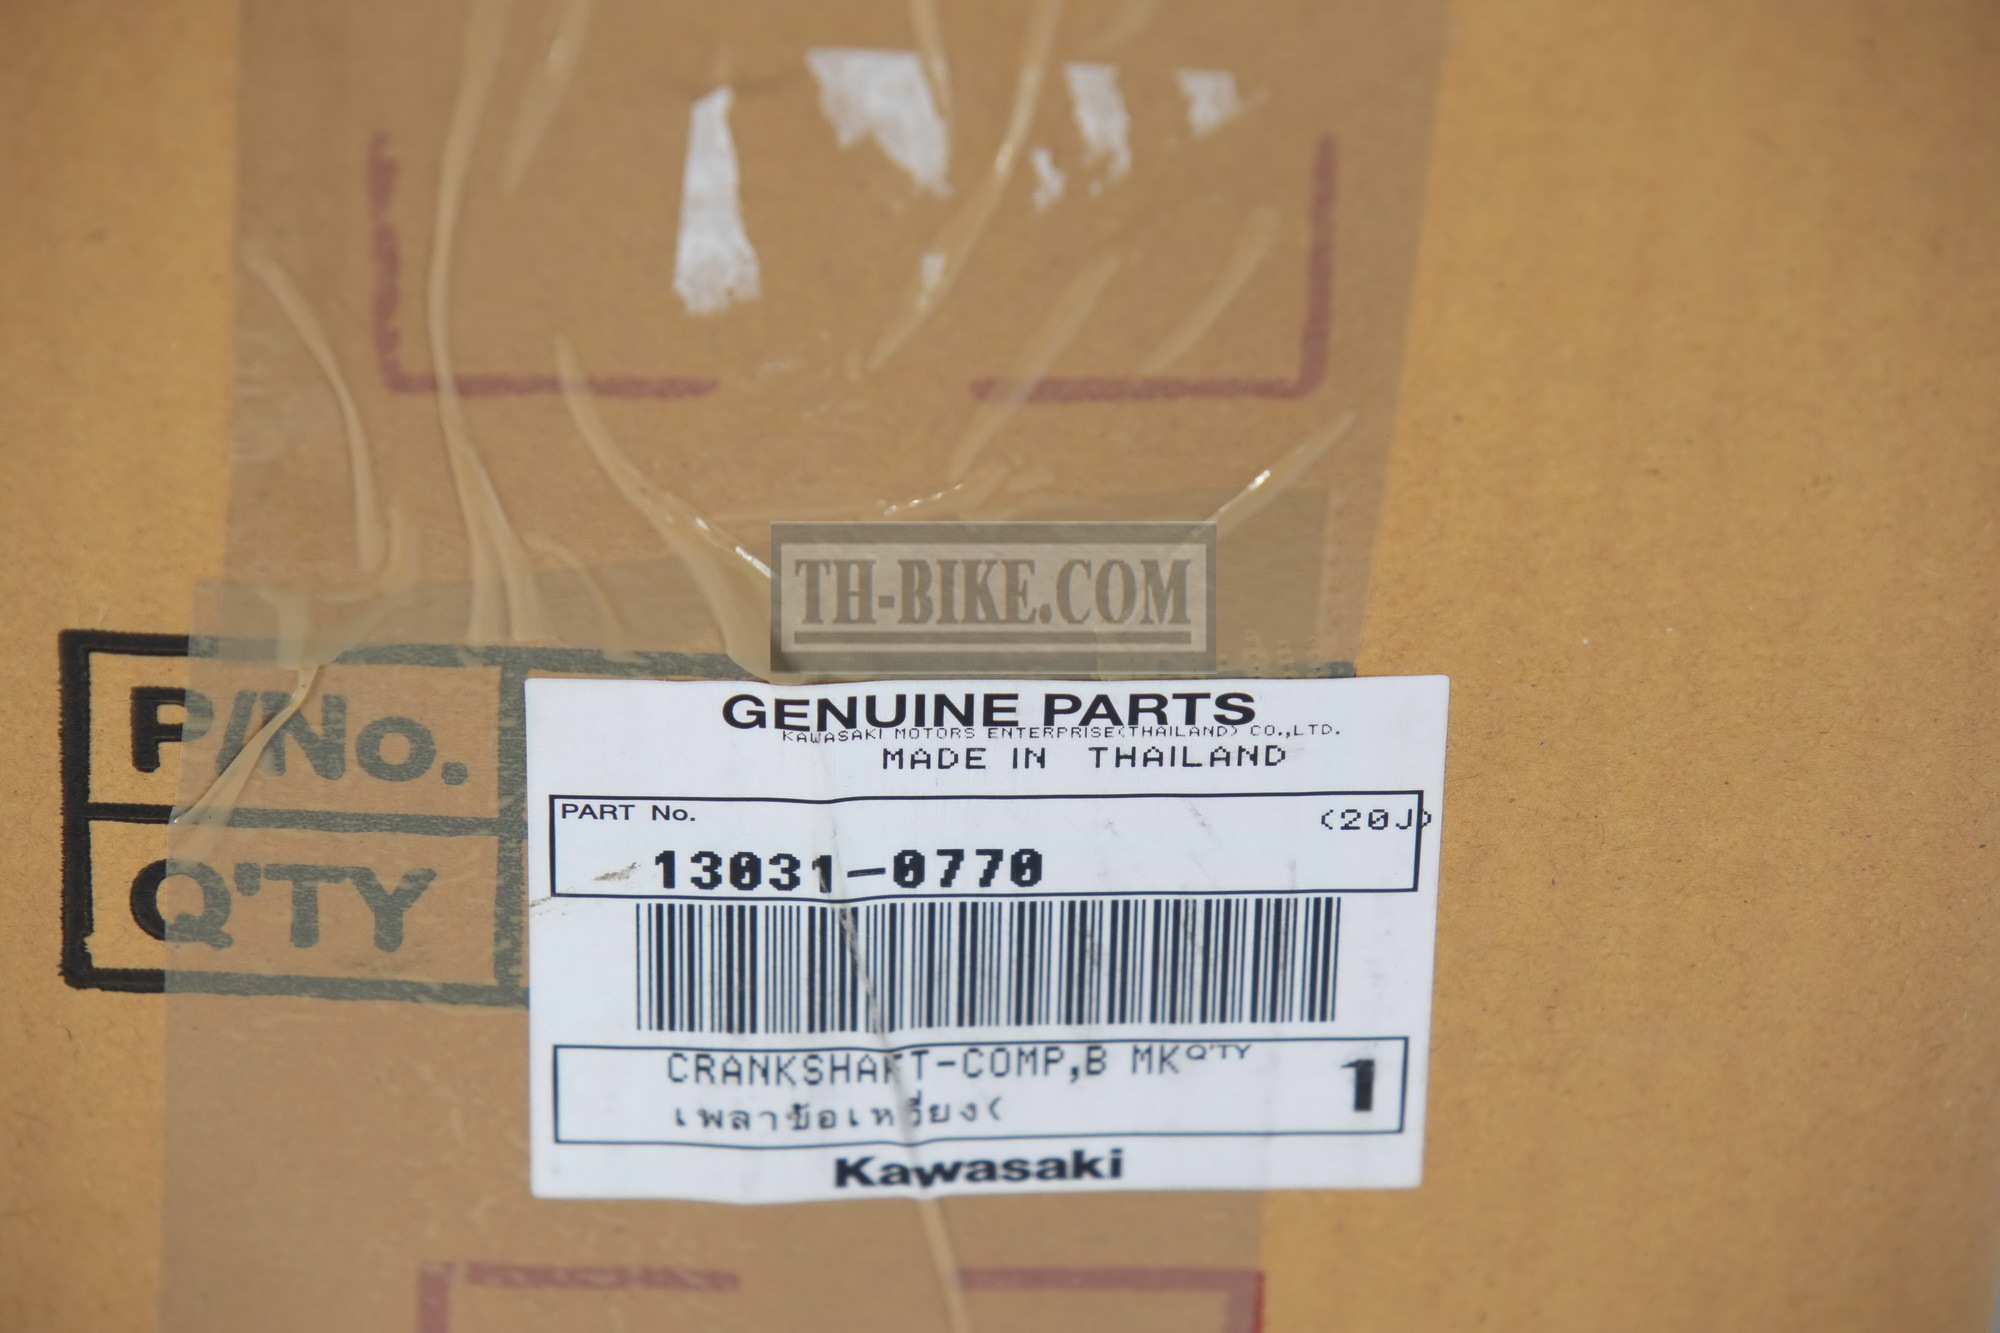 TH-BIKE.COM
P/No.
Q'TY
GENUINE PARTS
KAWASAKI MOTORS ENTERPRISE(THAILAND) CO.,LTD.
MADE IN THAILAND
PART No. (20J)
13031-0770
CRANKSHAFT-COMP,B MK Q'TY
1
เพลาข้อเหวี่ยง(
Kawasaki